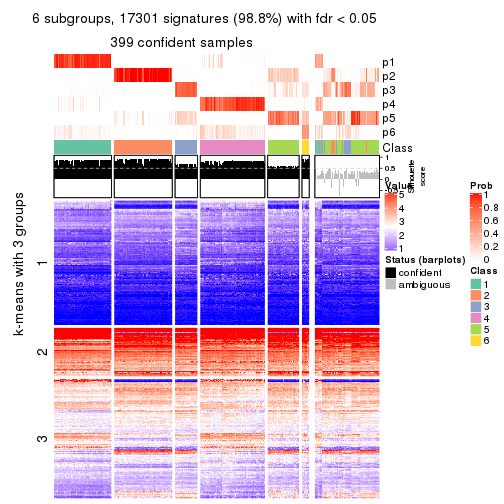 6 subgroups, 17301 signatures (98.8%) with fdr < 0.05
399 confident samples
p1
p2
p3
p4
p5
p6
Class
1
0.5
0
-0.5
Silhouette
score
k-means with 3 groups
1
2
3
Value
5
4
3
2
1
Status (barplots)
confident
ambiguous
Prob
1
0.8
0.6
0.4
0.2
0
Class
1
2
3
4
5
6